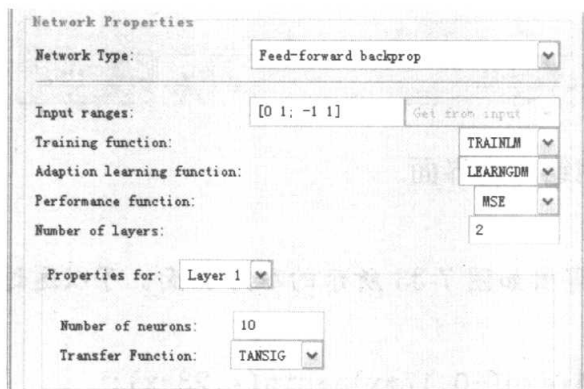 Network Properties
Network Type: Feed-forward backprop
Input ranges: [0 1; -1 1] Get from input
Training function: TRAINLM
Adaption learning function: LEARNGDM
Performance function: MSE
Number of layers: 2
Properties for: Layer 1
Number of neurons: 10
Transfer Function: TANSIG